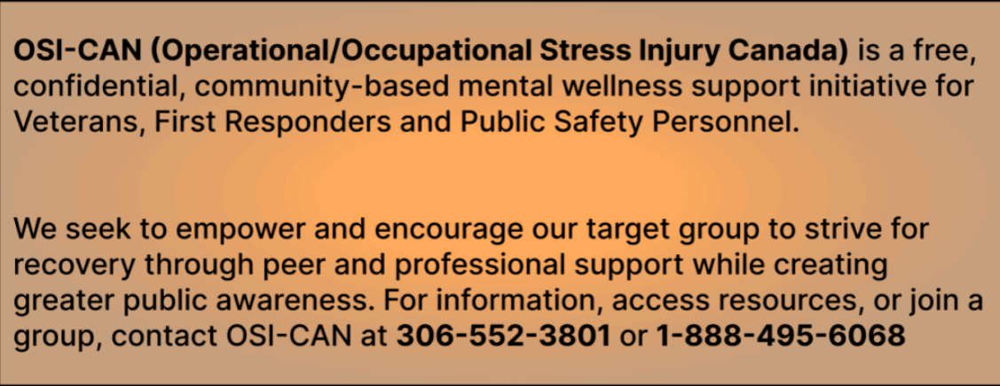 OSI-CAN (Operational/Occupational Stress Injury Canada) is a free,
confidential, community-based mental wellness support initiative for
Veterans, First Responders and Public Safety Personnel.
We seek to empower and encourage our target group to strive for
recovery through peer and professional support while creating
greater public awareness. For information, access resources, or join a
group, contact OSI-CAN at 306-552-3801 or 1-888-495-6068